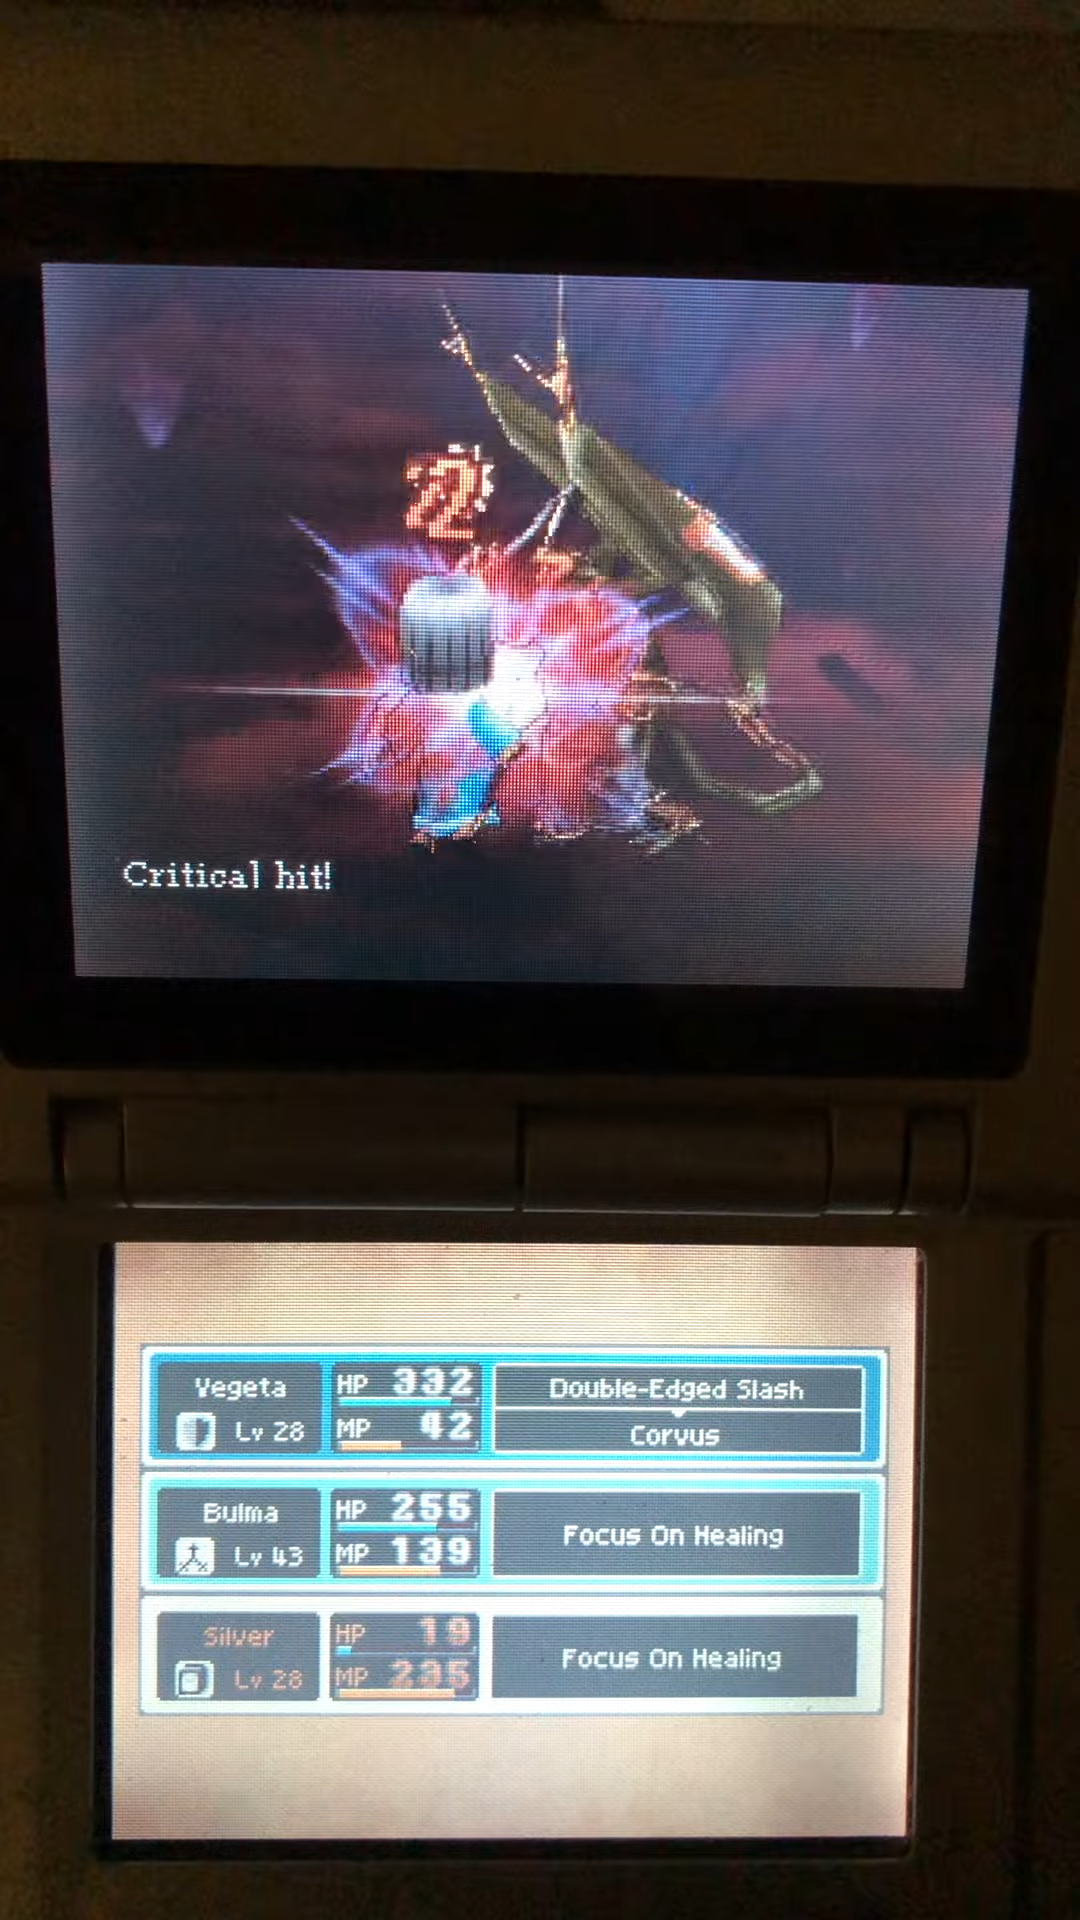 Critical hit!
Vegeta
Lv 28
HP 332
MP 42
Double-Edged Slash
Corvus
Bulma
Lv 43
HP 255
MP 139
Focus On Healing
Silver
Lv 28
HP 19
MP 235
Focus On Healing